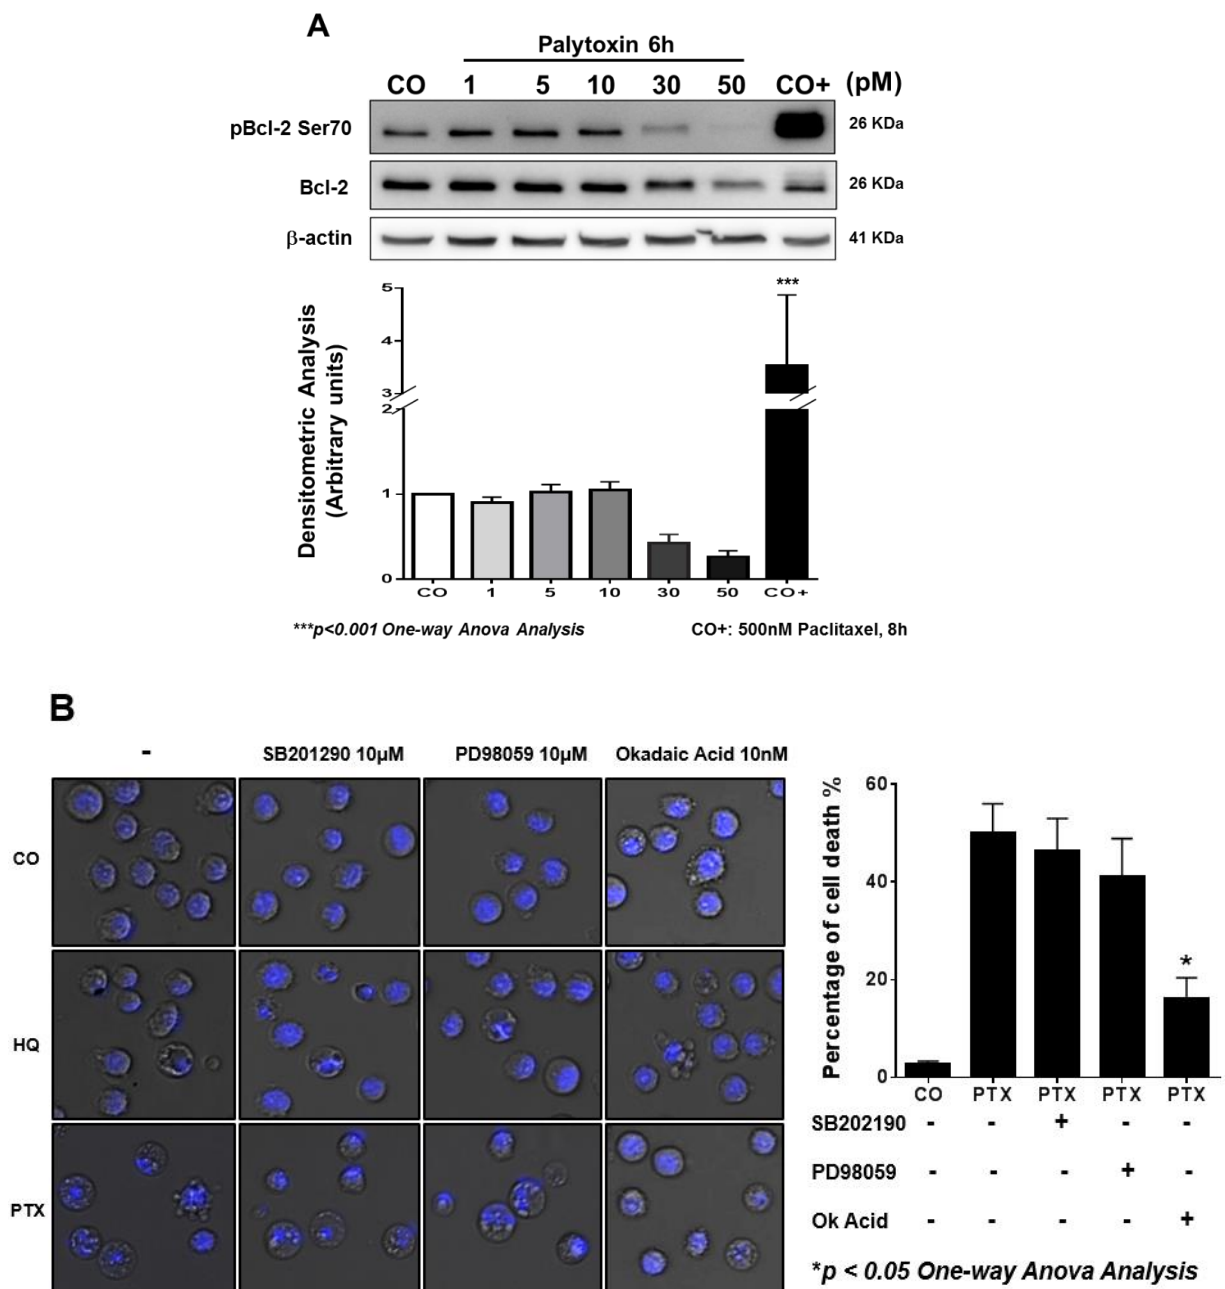 A
Palytoxin 6h
CO 1 5 10 30 50 CO+ (pM)
pBcl-2 Ser70 26 KDa
Bcl-2 26 KDa
β-actin 41 KDa
***
5
4
3
2
1
0
Densitometric Analysis
(Arbitrary units)
CO 1 5 10 30 50 CO+
***p<0.001 One-way Anova Analysis CO+: 500nM Paclitaxel, 8h
B
- SB201290 10µM PD98059 10µM Okadaic Acid 10nM
CO
HQ
PTX
Percentage of cell death %
60
40
20
0
*
CO PTX PTX PTX PTX
SB202190 - - + - -
PD98059 - - - + -
Ok Acid - - - - +
*p < 0.05 One-way Anova Analysis